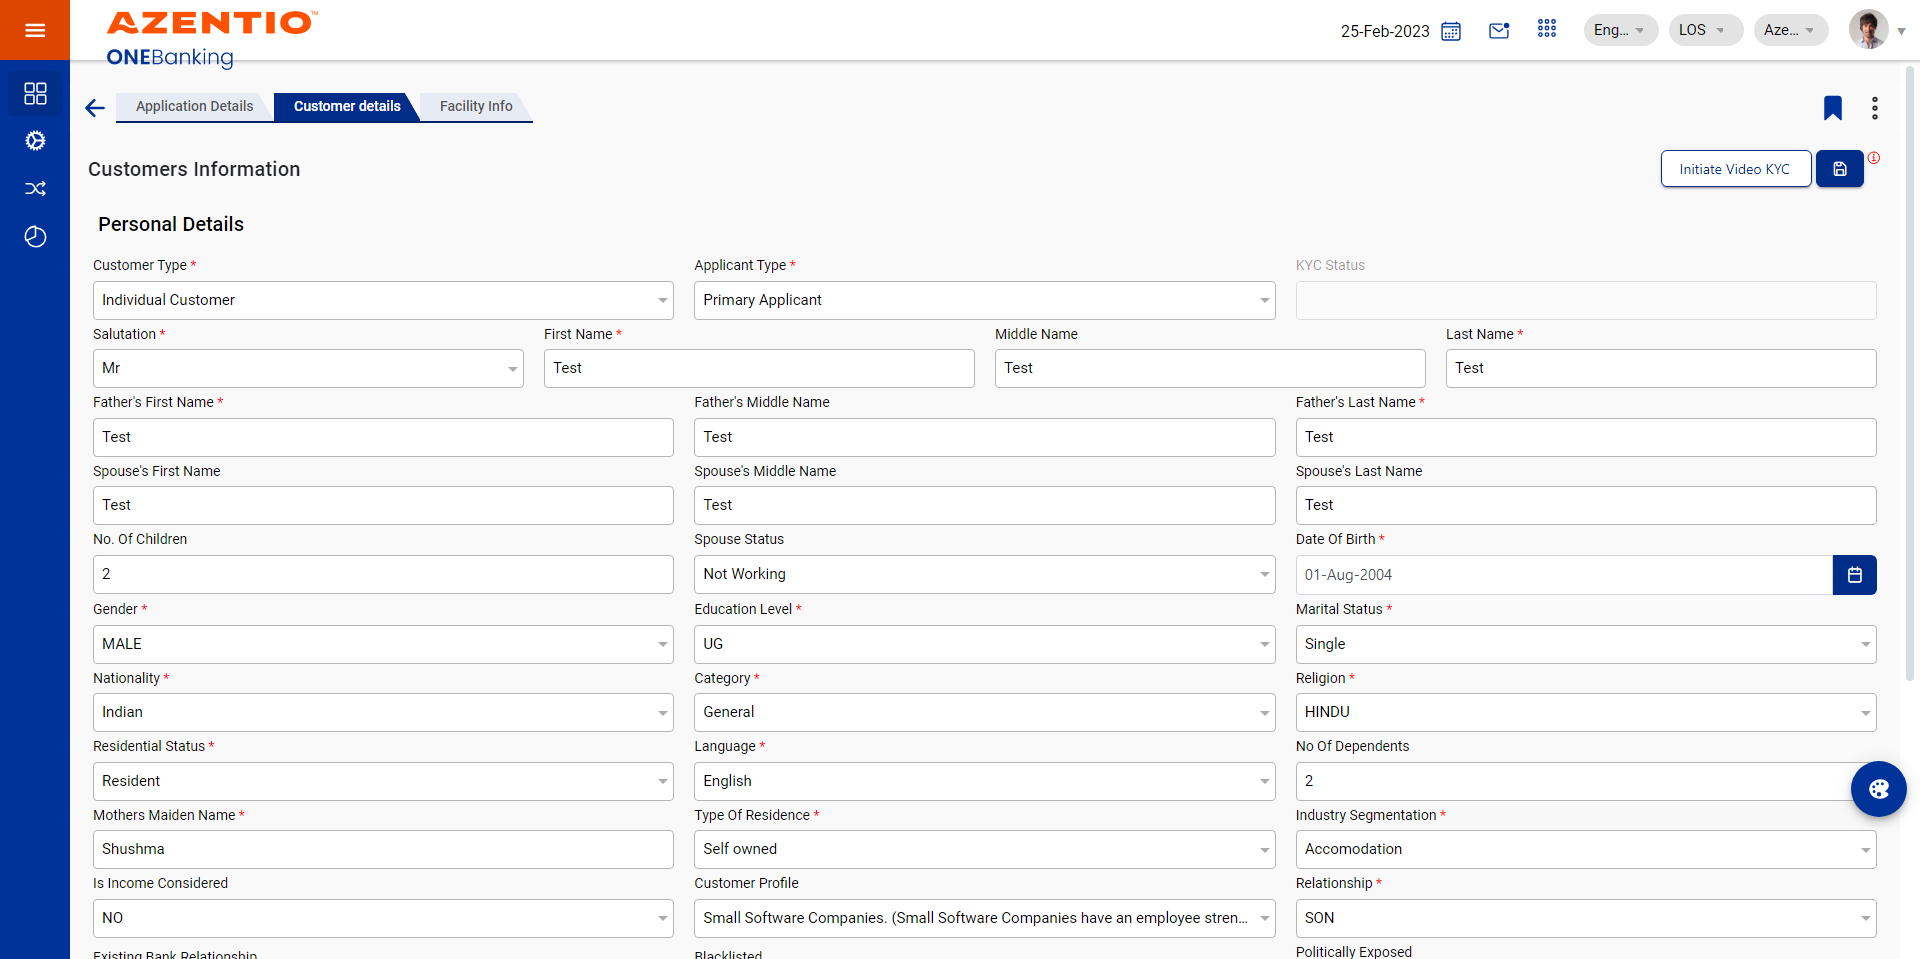 AZENTIO™
ONEBanking
25-Feb-2023
Eng...
LOS
Aze...
Application Details
Customer details
Facility Info
Customers Information
Initiate Video KYC
Personal Details
Customer Type *
Applicant Type *
KYC Status
Individual Customer
Primary Applicant
Salutation *
First Name *
Middle Name
Last Name *
Mr
Test
Test
Test
Father's First Name *
Father's Middle Name
Father's Last Name *
Test
Test
Test
Spouse's First Name
Spouse's Middle Name
Spouse's Last Name
Test
Test
Test
No. Of Children
Spouse Status
Date Of Birth *
2
Not Working
01-Aug-2004
Gender *
Education Level *
Marital Status *
MALE
UG
Single
Nationality *
Category *
Religion *
Indian
General
HINDU
Residential Status *
Language *
No Of Dependents
Resident
English
2
Mothers Maiden Name *
Type Of Residence *
Industry Segmentation *
Shushma
Self owned
Accomodation
Is Income Considered
Customer Profile
Relationship *
NO
Small Software Companies. (Small Software Companies have an employee stren...
SON
Existing Bank Relationship
Blacklisted
Politically Exposed